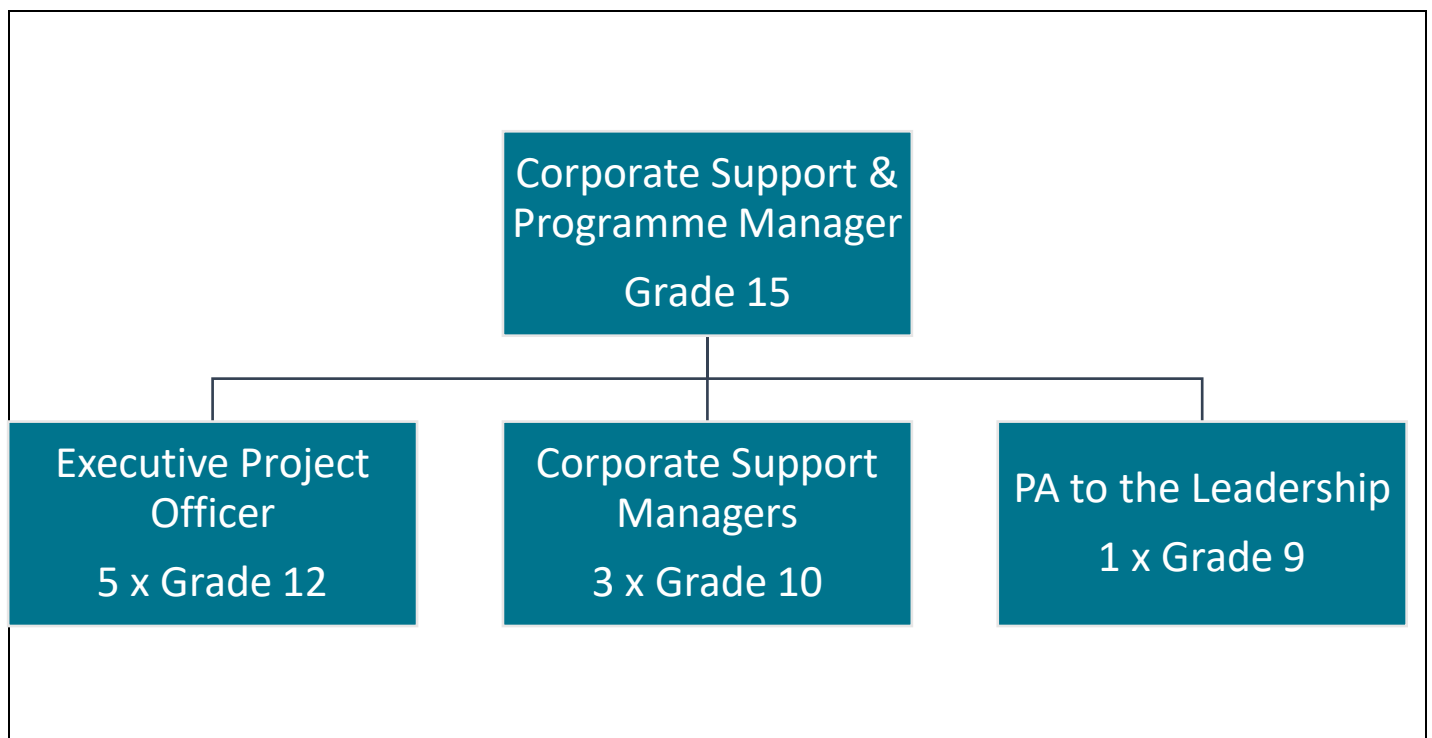 Corporate Support &
Programme Manager
Grade 15
Executive Project
Officer
5 x Grade 12
Corporate Support
Managers
3 x Grade 10
PA to the Leadership
1 x Grade 9